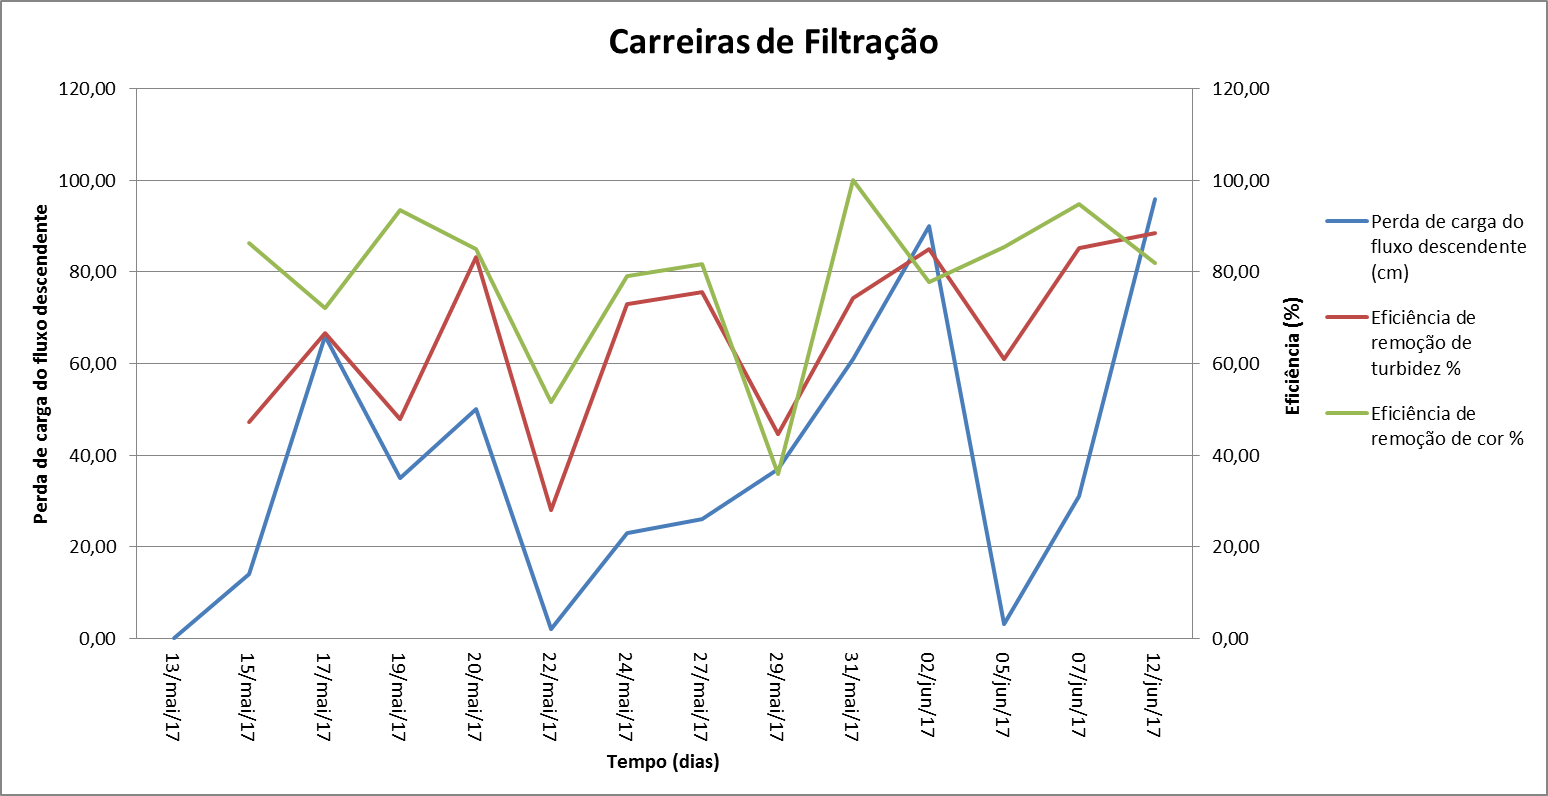 Carreiras de Filtração
Perda de carga do fluxo descendente
120,00
100,00
80,00
60,00
40,00
20,00
0,00
13/mai/17
15/mai/17
17/mai/17
19/mai/17
20/mai/17
22/mai/17
24/mai/17
27/mai/17
29/mai/17
31/mai/17
02/jun/17
05/jun/17
07/jun/17
12/jun/17
Tempo (dias)
120,00
100,00
80,00
60,00
40,00
20,00
0,00
Eficiência (%)
Perda de carga do
fluxo descendente
(cm)
Eficiência de
remoção de
turbidez %
Eficiência de
remoção de cor %